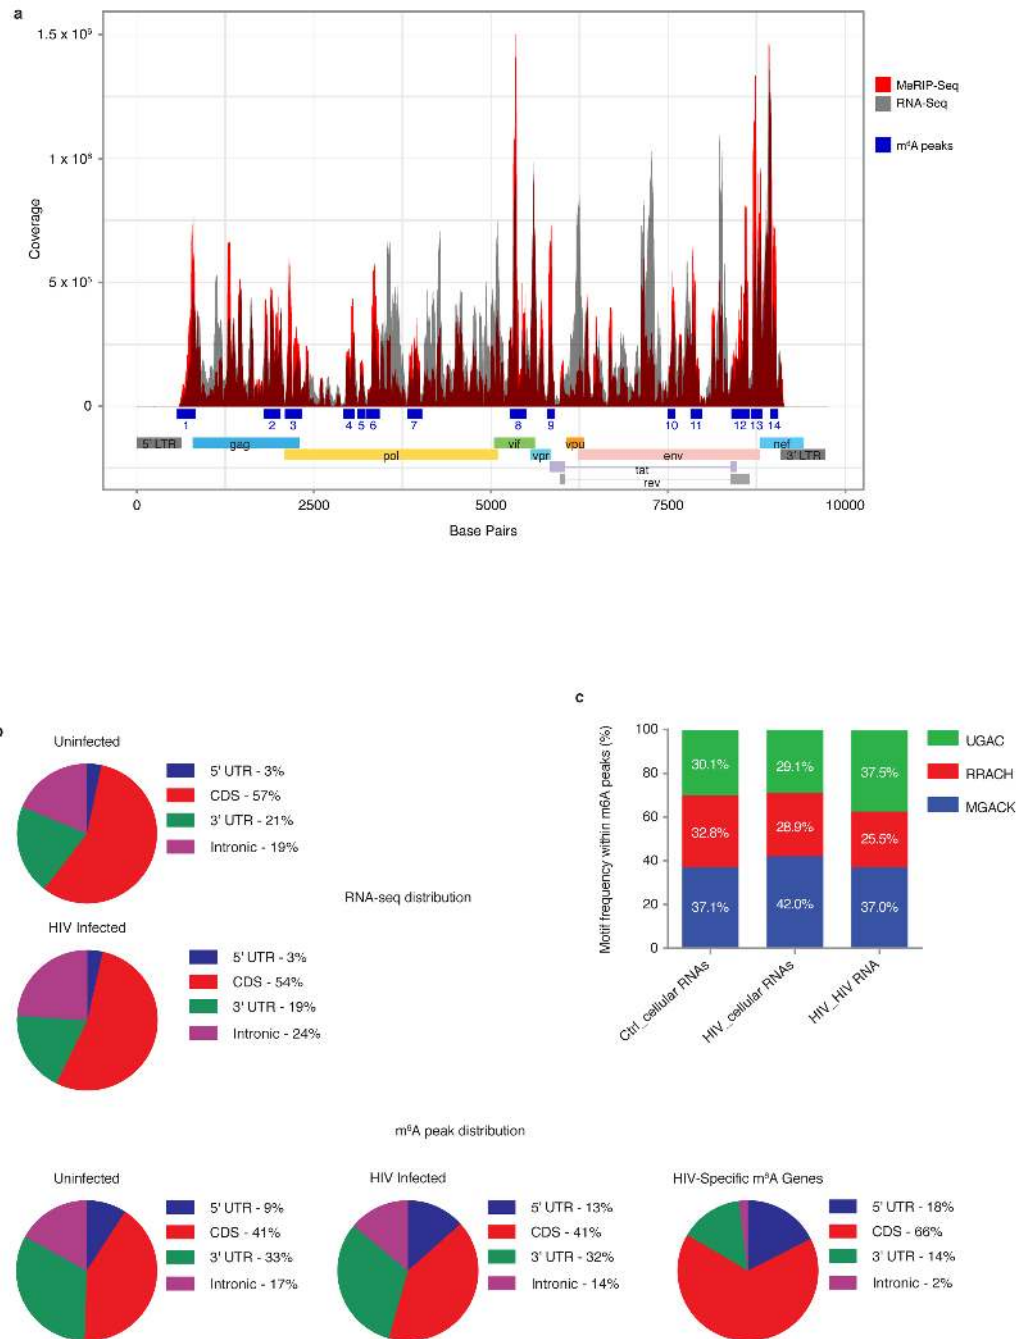 a
1.5 x 10⁶
1 x 10⁶
5 x 10⁵
0
Coverage
MeRIP-Seq
RNA-Seq
m⁶A peaks
1 2 3 4 5 6 7 8 9 10 11 12 13 14
5' LTR gag vif vpu nef
pol vpr env 3' LTR
tat
rev
0 2500 5000 7500 10000
Base Pairs
b
Uninfected
5' UTR - 3%
CDS - 57%
3' UTR - 21%
Intronic - 19%
RNA-seq distribution
HIV Infected
5' UTR - 3%
CDS - 54%
3' UTR - 19%
Intronic - 24%
c
Motif frequency within m6A peaks (%)
100
80
60
40
20
0
30.1% 29.1% 37.5%
32.8% 28.9% 25.5%
37.1% 42.0% 37.0%
Ctrl_cellular RNAs
HIV_cellular RNAs
HIV_HIV RNA
UGAC
RRACH
MGACK
m⁶A peak distribution
Uninfected
5' UTR - 9%
CDS - 41%
3' UTR - 33%
Intronic - 17%
HIV Infected
5' UTR - 13%
CDS - 41%
3' UTR - 32%
Intronic - 14%
HIV-Specific m⁶A Genes
5' UTR - 18%
CDS - 66%
3' UTR - 14%
Intronic - 2%